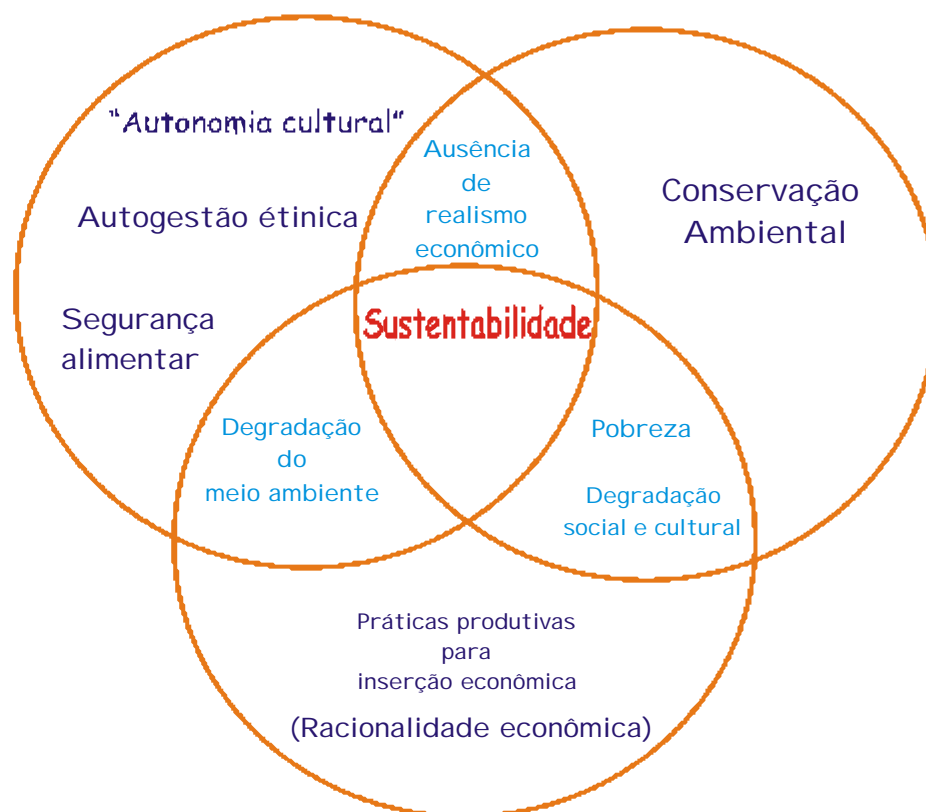 "Autonomia cultural"
Autogestão étinica
Segurança
alimentar
Ausência
de
realismo
econômico
Conservação
Ambiental
Sustentabilidade
Degradação
do
meio ambiente
Pobreza
Degradação
social e cultural
Práticas produtivas
para
inserção econômica
(Racionalidade econômica)